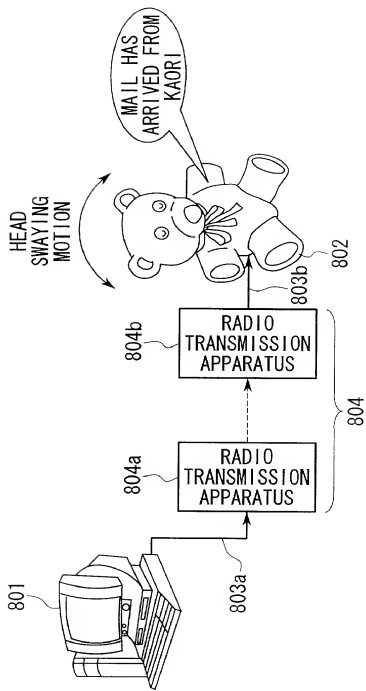 HEAD
SWAYING
MOTION
MAIL HAS
ARRIVED FROM
KAORI
801
804a
RADIO
TRANSMISSION
APPARATUS
804b
RADIO
TRANSMISSION
APPARATUS
802
803a
803b
804